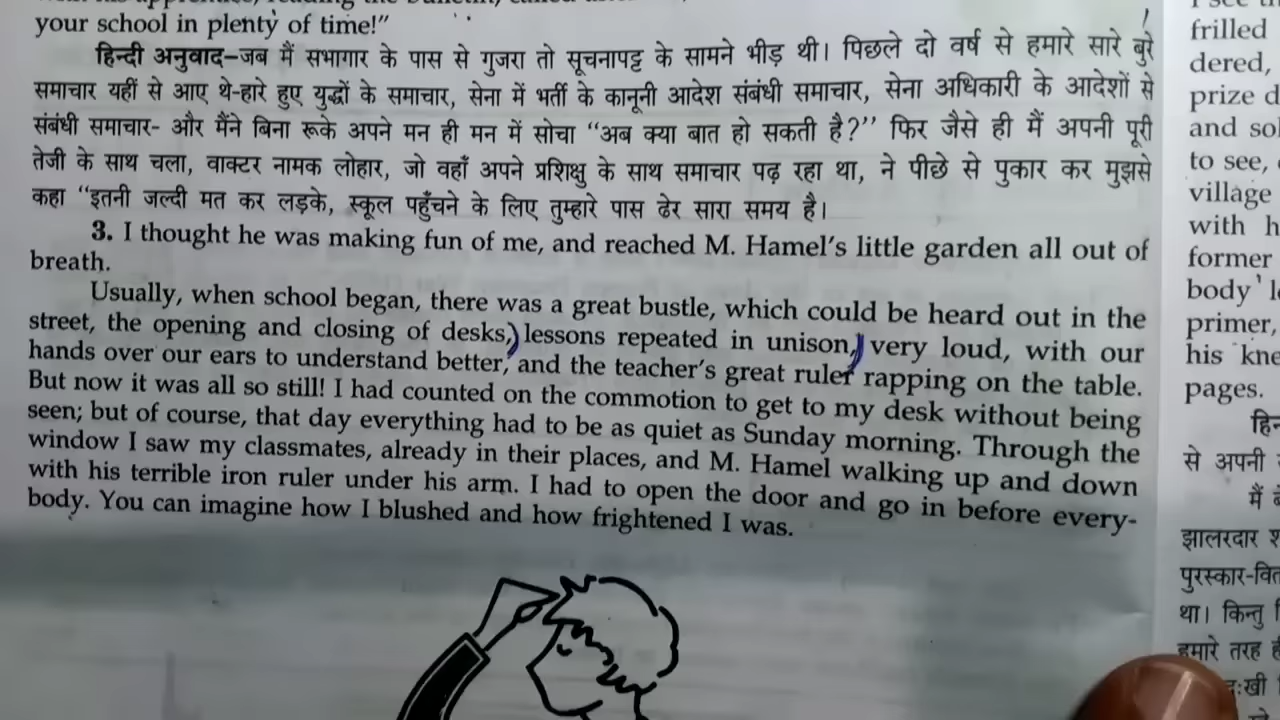 your school in plenty of time!”
हिन्दी अनुवाद–जब मैं सभागार के पास से गुजरा तो सूचनापट्ट के सामने भीड़ थी। पिछले दो वर्ष से हमारे सारे बुरे
समाचार यहीं से आए थे-हारे हुए युद्धों के समाचार, सेना में भर्ती के कानूनी आदेश संबंधी समाचार, सेना अधिकारी के आदेशों से
संबंधी समाचार- और मैंने बिना रूके अपने मन ही मन में सोचा “अब क्या बात हो सकती है?” फिर जैसे ही मैं अपनी पूरी
तेजी के साथ चला, वाक्टर नामक लोहार, जो वहाँ अपने प्रशिक्षु के साथ समाचार पढ़ रहा था, ने पीछे से पुकार कर मुझसे
कहा “इतनी जल्दी मत कर लड़के, स्कूल पहुँचने के लिए तुम्हारे पास ढेर सारा समय है।
3. I thought he was making fun of me, and reached M. Hamel’s little garden all out of
breath.
Usually, when school began, there was a great bustle, which could be heard out in the
street, the opening and closing of desks, lessons repeated in unison, very loud, with our
hands over our ears to understand better, and the teacher’s great ruler rapping on the table.
But now it was all so still! I had counted on the commotion to get to my desk without being
seen; but of course, that day everything had to be as quiet as Sunday morning. Through the
window I saw my classmates, already in their places, and M. Hamel walking up and down
with his terrible iron ruler under his arm. I had to open the door and go in before every-
body. You can imagine how I blushed and how frightened I was.
frilled
dered,
prize
and
to see,
village
with
former
body
primer,
his
pages.
से अपनी
मैं
झालरदार
था। किन्तु
हमारे तरह